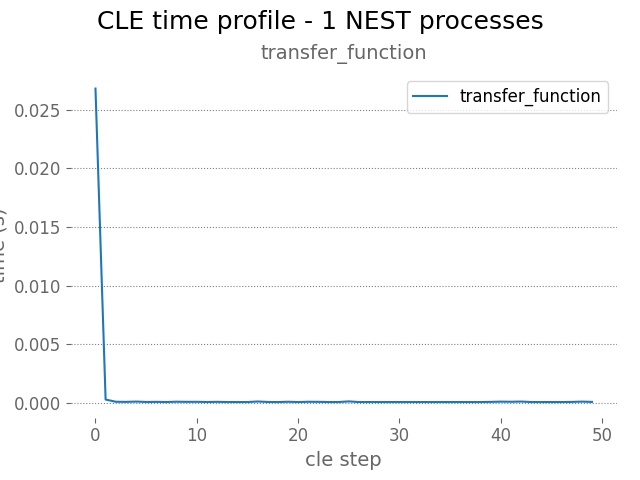 CLE time profile - 1 NEST processes
transfer_function
transfer_function
0.025
0.020
0.015
0.010
0.005
0.000
time (s)
0 10 20 30 40 50
cle step